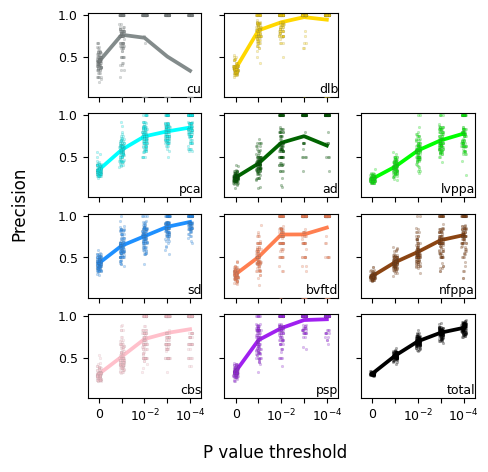 1.0
0.5
cu
dlb
1.0
0.5
pca
ad
lvppa
Precision
1.0
0.5
sd
bvftd
nfppa
0.5
cbs
psp
total
0 10⁻² 10⁻⁴ 0 10⁻² 10⁻⁴ 0 10⁻² 10⁻⁴
P value threshold